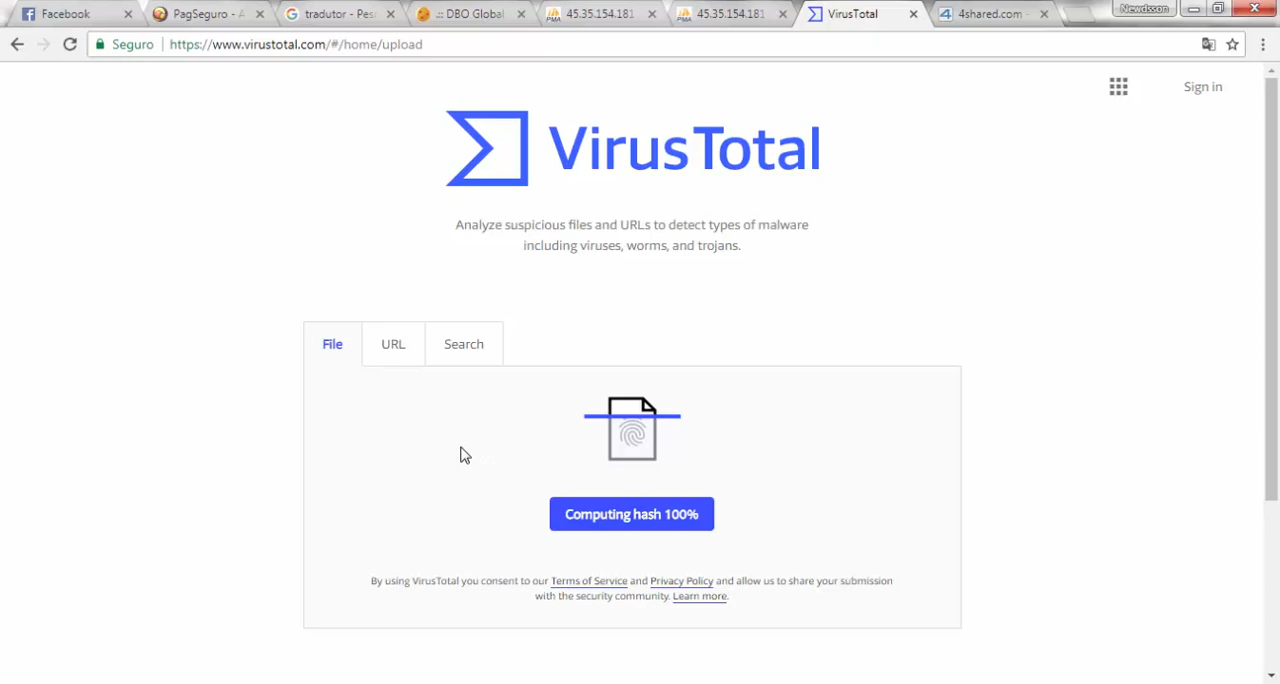 Facebook
PagSeguro - A
tradutor - Pes
.:: DBO Global
45.35.154.181
45.35.154.181
VirusTotal
4shared.com -
Newdsson
Seguro
https://www.virustotal.com/#/home/upload
Sign in
VirusTotal
Analyze suspicious files and URLs to detect types of malware
including viruses, worms, and trojans.
File
URL
Search
Computing hash 100%
By using VirusTotal you consent to our Terms of Service and Privacy Policy and allow us to share your submission
with the security community. Learn more.